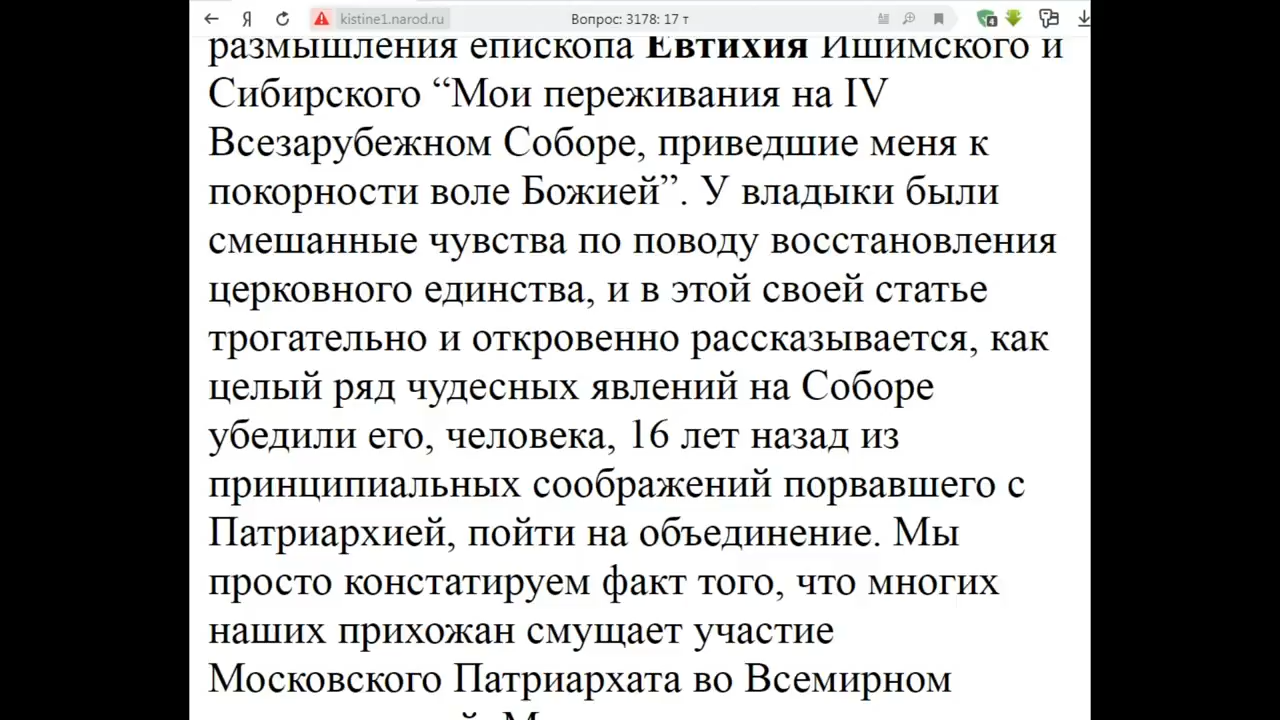 Я kistine1.narod.ru Вопрос: 3178: 17 т 4
размышления епископа Евтихия Ишимского и
Сибирского “Мои переживания на IV
Всезарубежном Соборе, приведшие меня к
покорности воле Божией”. У владыки были
смешанные чувства по поводу восстановления
церковного единства, и в этой своей статье
трогательно и откровенно рассказывается, как
целый ряд чудесных явлений на Соборе
убедили его, человека, 16 лет назад из
принципиальных соображений порвавшего с
Патриархией, пойти на объединение. Мы
просто констатируем факт того, что многих
наших прихожан смущает участие
Московского Патриархата во Всемирном